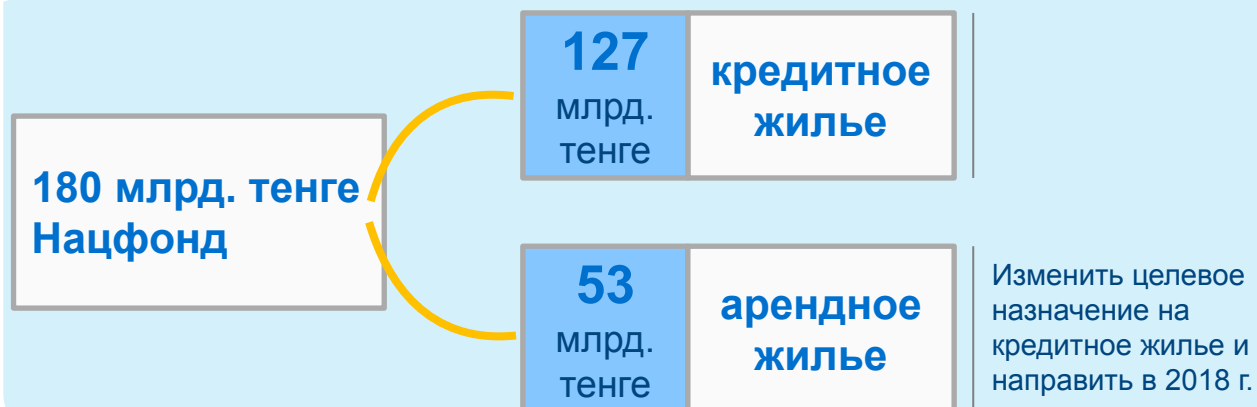 180 млрд. тенге
Нацфонд
127
млрд.
тенге
кредитное
жилье
53
млрд.
тенге
арендное
жилье
Изменить целевое
назначение на
кредитное жилье и
направить в 2018 г.